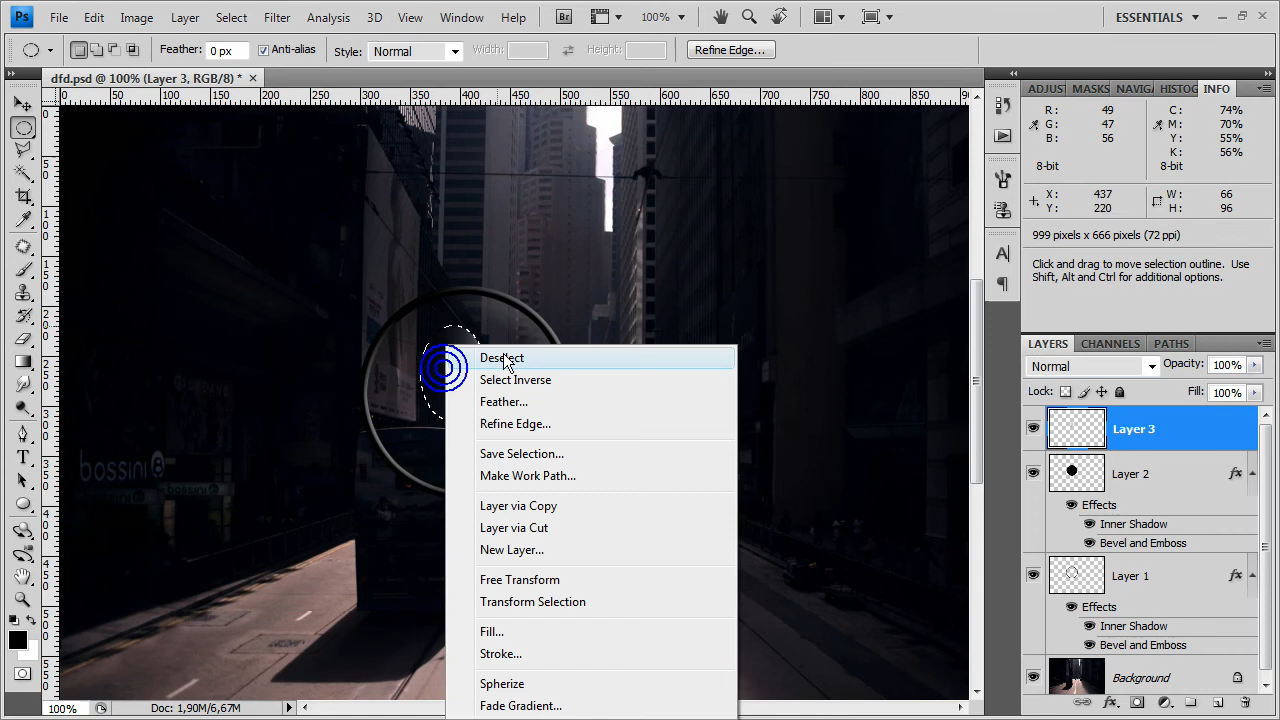 Ps File Edit Image Layer Select Filter Analysis 3D View Window Help Br 100% ESSENTIALS
Feather: 0 px Anti-alias Style: Normal Width: Height: Refine Edge...
dfd.psd @ 100% (Layer 3, RGB/8) *
0 50 100 150 200 250 300 350 400 450 500 550 600 650 700 750 800 850
bossini
Deselect
Select Inverse
Feather...
Refine Edge...
Save Selection...
Make Work Path...
Layer via Copy
Layer via Cut
New Layer...
Free Transform
Transform Selection
Fill...
Stroke...
Spherize
Fade Gradient...
100% Doc: 1,90M/6,67M
ADJUS MASKS NAVIG HISTOG INFO
R: 49 C: 74%
G: 47 M: 70%
B: 56 Y: 55%
K: 56%
8-bit 8-bit
X: 437 W: 66
Y: 220 H: 96
999 pixels x 666 pixels (72 ppi)
Click and drag to move selection outline. Use
Shift, Alt and Ctrl for additional options.
LAYERS CHANNELS PATHS
Normal Opacity: 100%
Lock: Fill: 100%
Layer 3
Layer 2 fx
Effects
Inner Shadow
Bevel and Emboss
Layer 1 fx
Effects
Inner Shadow
Bevel and Emboss
Background